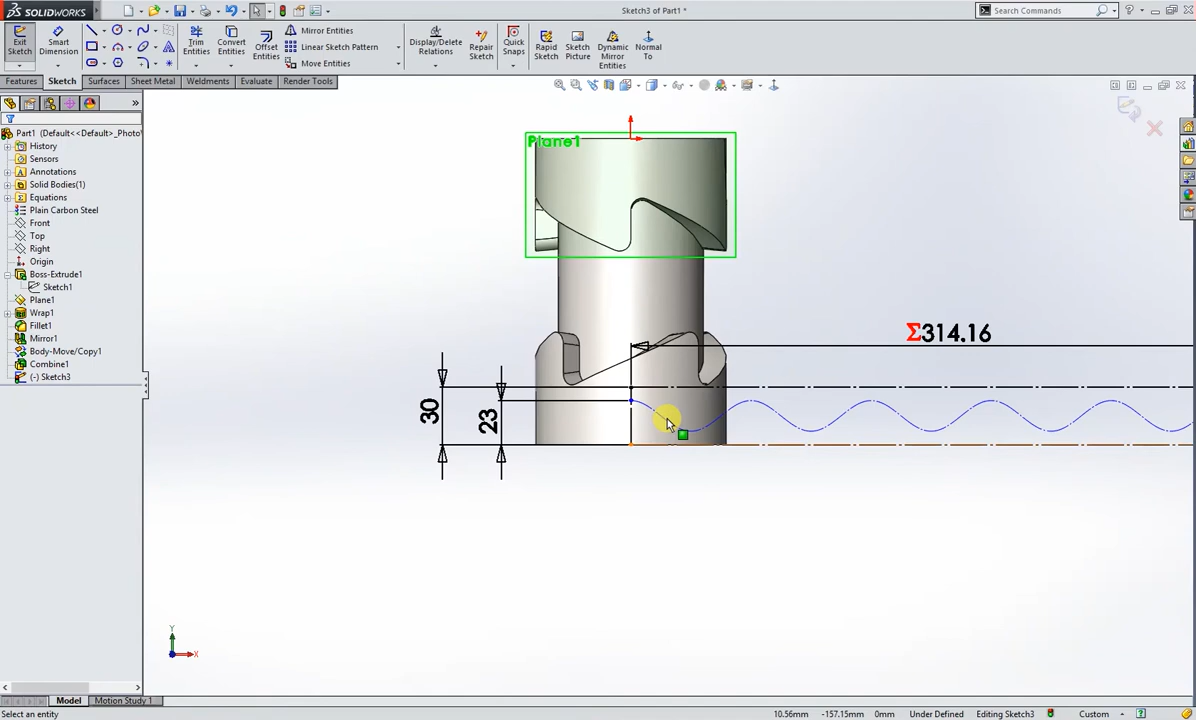 SOLIDWORKS
Sketch3 of Part1 *
Search Commands
Exit Sketch
Smart Dimension
Trim Entities
Convert Entities
Offset Entities
Mirror Entities
Linear Sketch Pattern
Move Entities
Display/Delete Relations
Repair Sketch
Quick Snaps
Rapid Sketch
Sketch Picture
Dynamic Mirror Entities
Normal To
Features
Sketch
Surfaces
Sheet Metal
Weldments
Evaluate
Render Tools
Part1 (Default<<Default>_Photo
History
Sensors
Annotations
Solid Bodies(1)
Equations
Plain Carbon Steel
Front
Top
Right
Origin
Boss-Extrude1
Sketch1
Plane1
Wrap1
Fillet1
Mirror1
Body-Move/Copy1
Combine1
(-) Sketch3
Plane1
Σ314.16
30
23
Y
X
Model
Motion Study 1
Select an entity
10.56mm
-157.15mm
0mm
Under Defined
Editing Sketch3
Custom